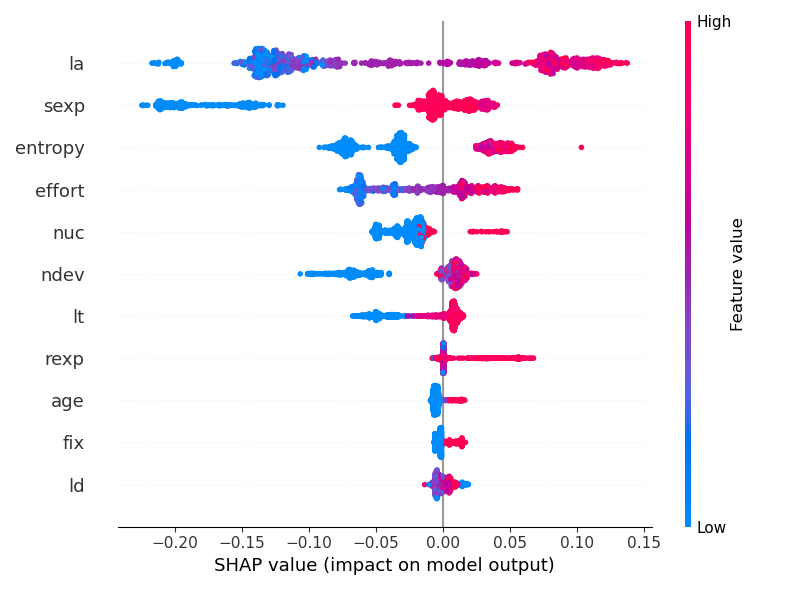 High
la
sexp
entropy
effort
nuc
ndev
lt
rexp
age
fix
ld
Feature value
Low
−0.20 −0.15 −0.10 −0.05 0.00 0.05 0.10 0.15
SHAP value (impact on model output)